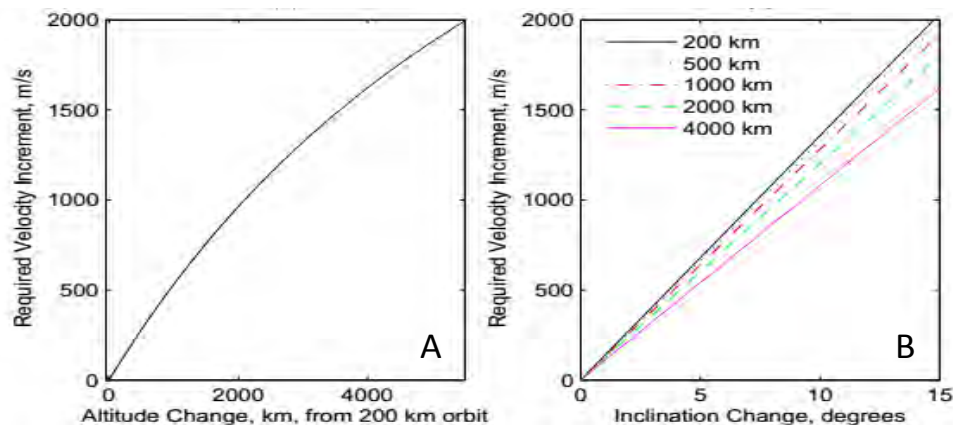 2000
1500
1000
500
0
0
2000
4000
Required Velocity Increment, m/s
Altitude Change, km, from 200 km orbit
A
2000
1500
1000
500
0
0
5
10
15
Required Velocity Increment, m/s
Inclination Change, degrees
200 km
500 km
1000 km
2000 km
4000 km
B